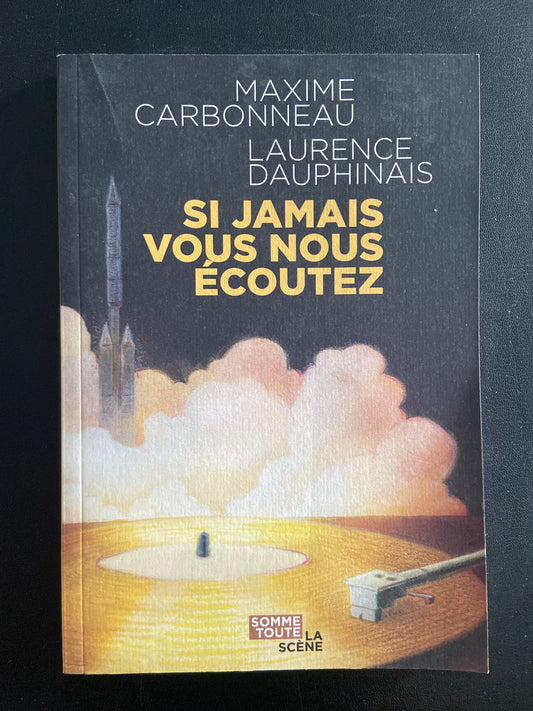 MAXIME
CARBONNEAU
LAURENCE
DAUPHINAIS
SI JAMAIS
VOUS NOUS
ÉCOUTEZ
SOMME
TOUTE
LA
SCÈNE